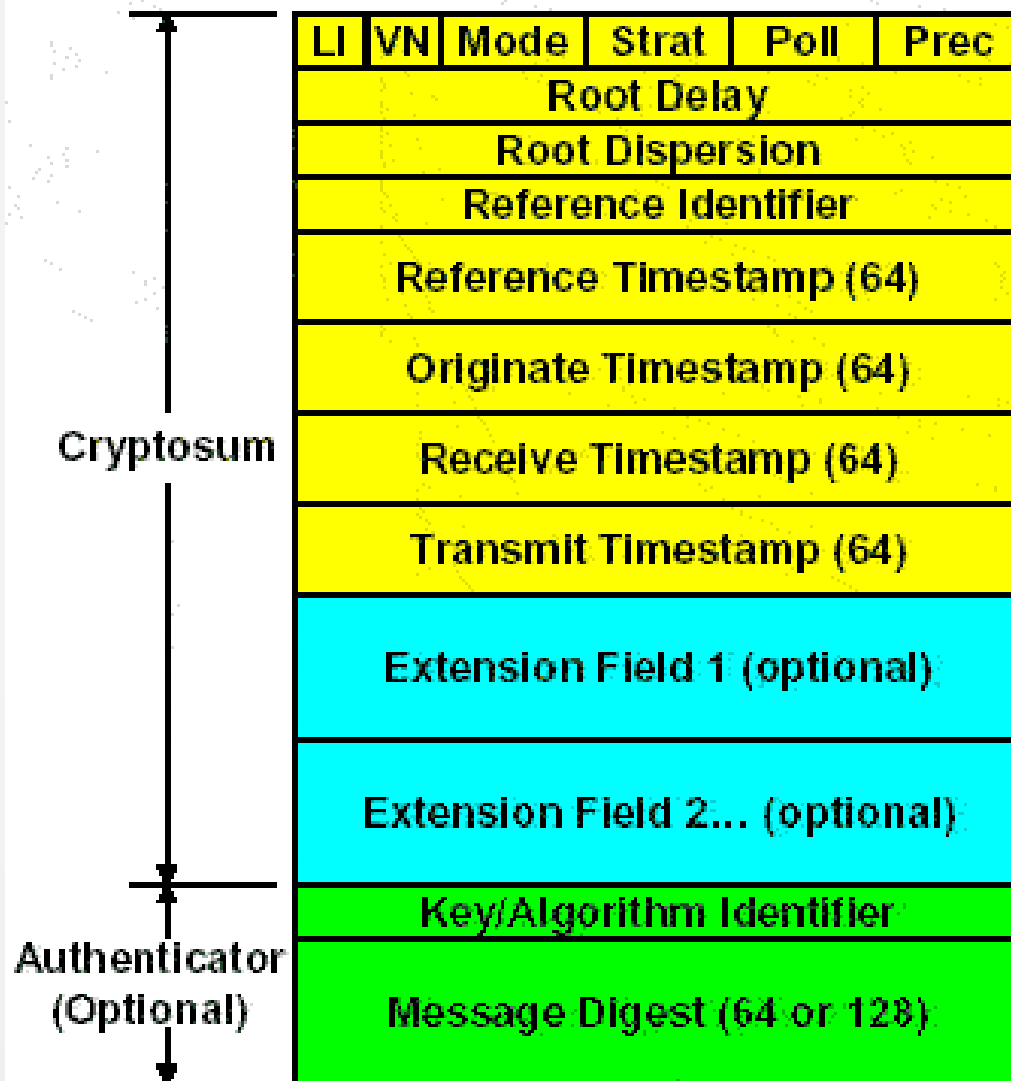 LI VN Mode Strat Poll Prec
Root Delay
Root Dispersion
Reference Identifier
Reference Timestamp (64)
Originate Timestamp (64)
Cryptosum
Receive Timestamp (64)
Transmit Timestamp (64)
Extension Field 1 (optional)
Extension Field 2... (optional)
Key/Algorithm Identifier
Authenticator
(Optional)
Message Digest (64 or 128)